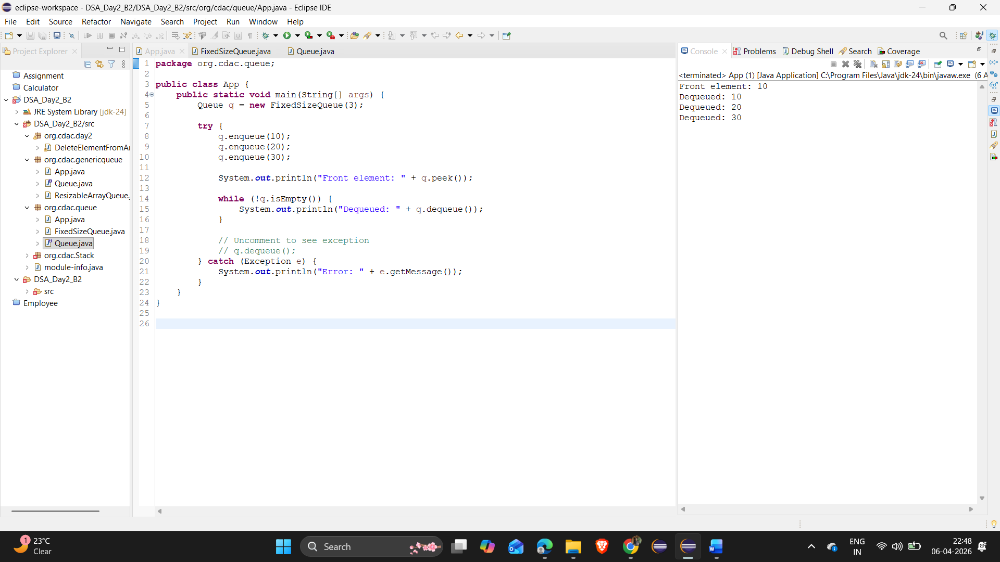 eclipse-workspace - DSA_Day2_B2/DSA_Day2_B2/src/org/cdac/queue/App.java - Eclipse IDE
File Edit Source Refactor Navigate Search Project Run Window Help
Project Explorer
Assignment
Calculator
DSA_Day2_B2
JRE System Library [jdk-24]
DSA_Day2_B2/src
org.cdac.day2
DeleteElementFromAr
org.cdac.genericqueue
App.java
Queue.java
ResizableArrayQueue.
org.cdac.queue
App.java
FixedSizeQueue.java
Queue.java
org.cdac.Stack
module-info.java
DSA_Day2_B2
src
Employee
App.java FixedSizeQueue.java Queue.java
1 package org.cdac.queue;
2
3 public class App {
4 public static void main(String[] args) {
5 Queue q = new FixedSizeQueue(3);
6
7 try {
8 q.enqueue(10);
9 q.enqueue(20);
10 q.enqueue(30);
11
12 System.out.println("Front element: " + q.peek());
13
14 while (!q.isEmpty()) {
15 System.out.println("Dequeued: " + q.dequeue());
16 }
17
18 // Uncomment to see exception
19 // q.dequeue();
20 } catch (Exception e) {
21 System.out.println("Error: " + e.getMessage());
22 }
23 }
24 }
25
26
Console Problems Debug Shell Search Coverage
<terminated> App (1) [Java Application] C:\Program Files\Java\jdk-24\bin\javaw.exe (6 A
Front element: 10
Dequeued: 10
Dequeued: 20
Dequeued: 30
1
23°C
Clear
Search
ENG
IN
22:48
06-04-2026